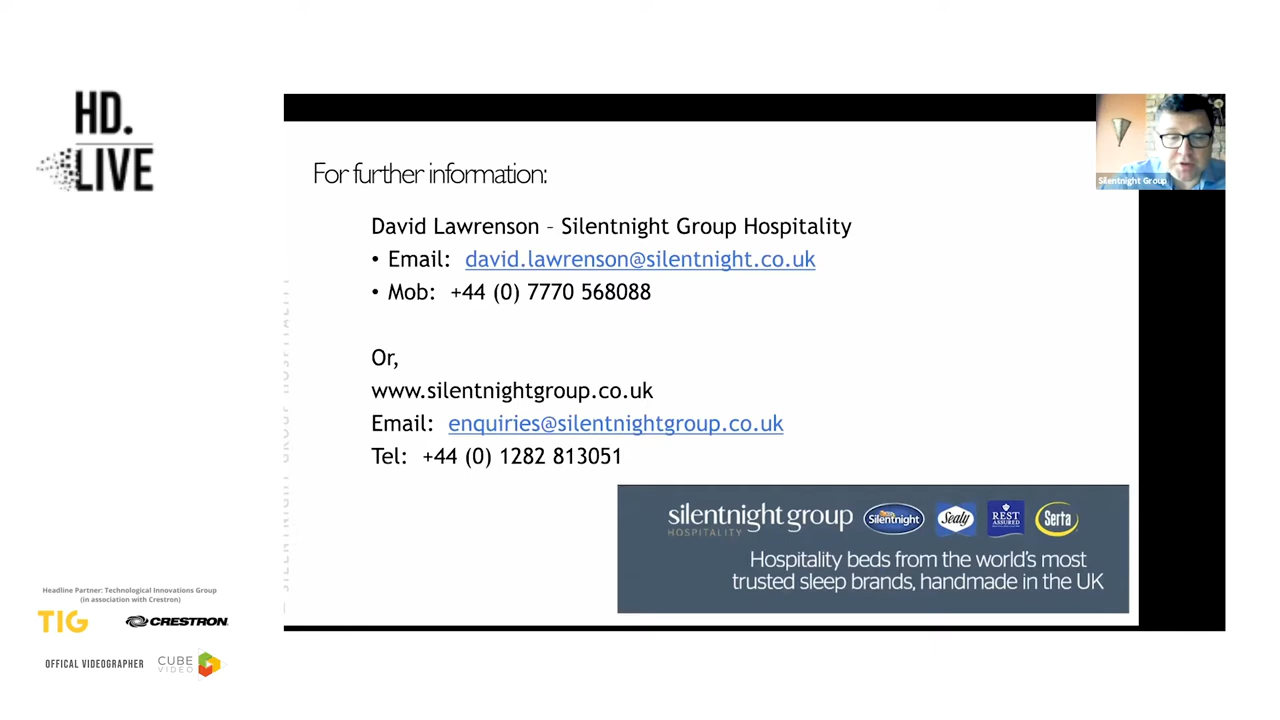 HD.
LIVE
For further information:
Silentnight Group
David Lawrenson – Silentnight Group Hospitality
• Email: david.lawrenson@silentnight.co.uk
• Mob: +44 (0) 7770 568088
Or,
www.silentnightgroup.co.uk
Email: enquiries@silentnightgroup.co.uk
Tel: +44 (0) 1282 813051
SILENTNIGHT GROUP HOSPITALITY
silentnight group
HOSPITALITY
Silentnight
Sealy
REST
ASSURED
Serta
Hospitality beds from the world's most
trusted sleep brands, handmade in the UK
Headline Partner: Technological Innovations Group
(in association with Crestron)
TIG
CRESTRON
OFFICAL VIDEOGRAPHER
CUBE
VIDEO